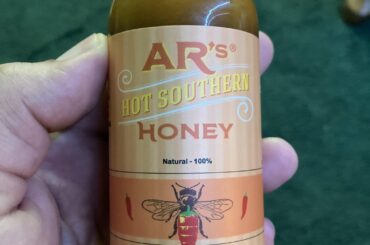 AR's®
HOT SOUTHERN
HONEY
Natural - 100%